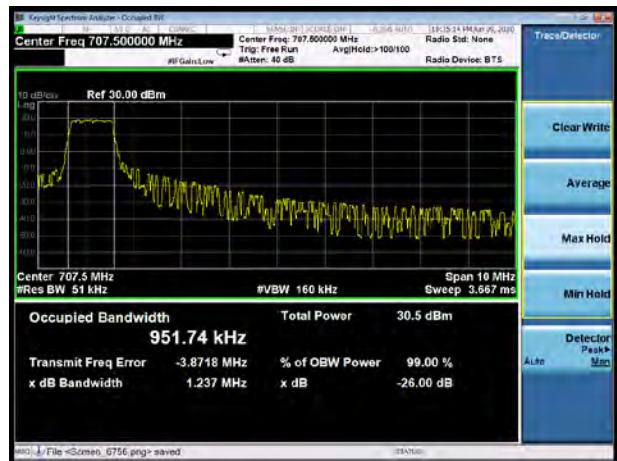 Keysight Spectrum Analyzer - Occupied BW
Center Freq 707.500000 MHz
Center Freq: 707.500000 MHz
Radio Std: None
Trig: Free Run Avg|Hold:>100/100
#IFGain:Low
#Atten: 40 dB
Radio Device: BTS
Trace/Detector
10 dB/div Ref 30.00 dBm
Log
Clear Write
Average
Max Hold
Min Hold
Center 707.5 MHz
Span 10 MHz
#Res BW 51 kHz
#VBW 160 kHz
Sweep 3.667 ms
Occupied Bandwidth
Total Power 30.5 dBm
951.74 kHz
Transmit Freq Error -3.8718 MHz
% of OBW Power 99.00 %
x dB Bandwidth 1.237 MHz
x dB -26.00 dB
Detector
Peak▶
Auto Man
MSG File <Screen_6756.png> saved
STATUS